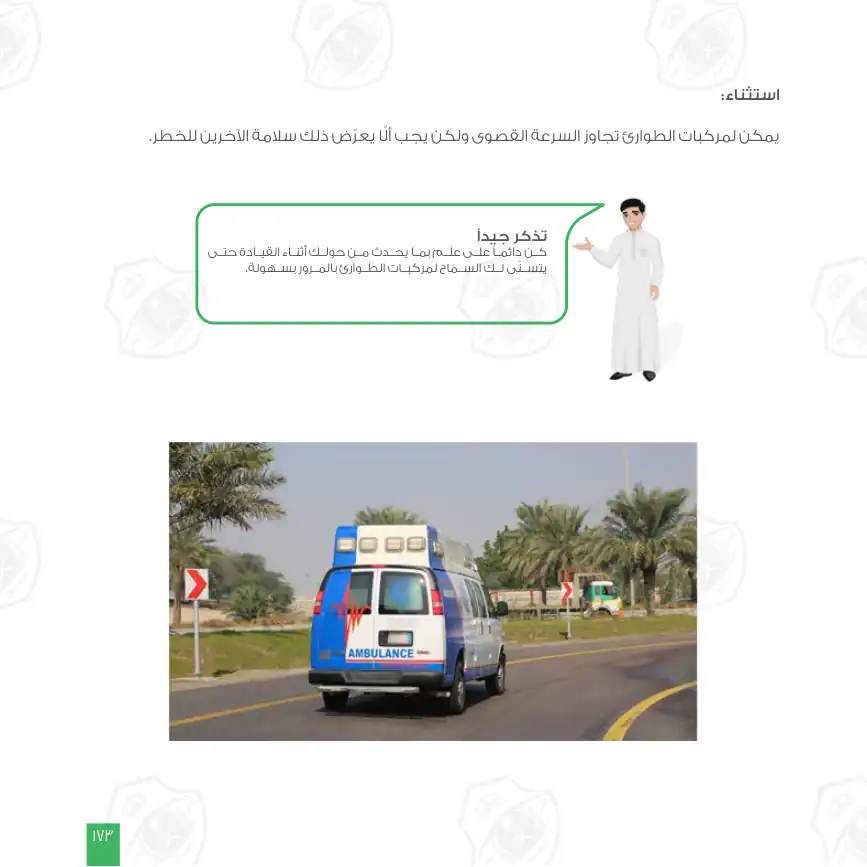 استثناء:
يمكن لمركبات الطوارئ تجاوز السرعة القصوى ولكن يجب ألّا يعرّض ذلك سلامة الآخرين للخطر.
تذكر جيداً
كن دائماً على علم بما يحدث من حولك أثناء القيادة حتى
يتسنّى لك السماح لمركبات الطوارئ بالمرور بسهولة.
AMBULANCE
١٧٣